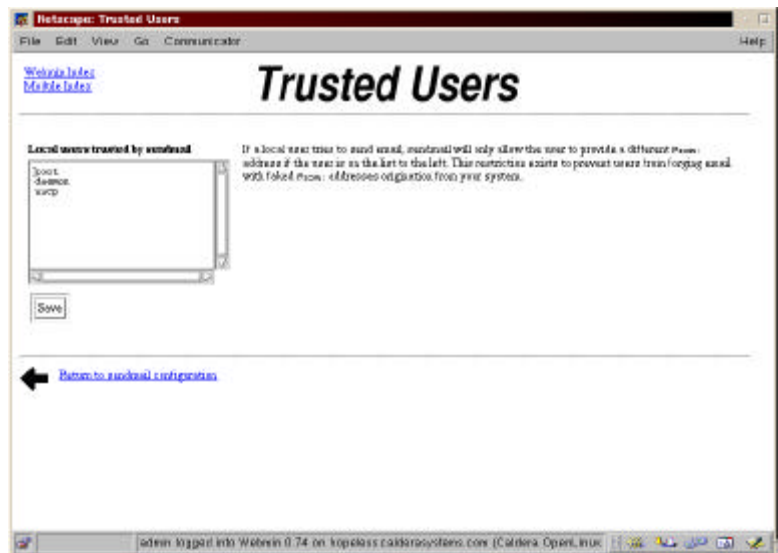 Netscape: Trusted Users
File Edit View Go Communicator Help
Webmin Index
Module Index
Trusted Users
Local users trusted by sendmail
root
daemon
uucp
If a local user tries to send email, sendmail will only allow the user to provide a different From:
address if the user is on the list to the left. This restriction exists to prevent users from forging email
with faked From: addresses origination from your system.
Save
Return to sendmail configuration
admin logged into Webmin 0.74 on hopeless.calderasystems.com (Caldera OpenLinux